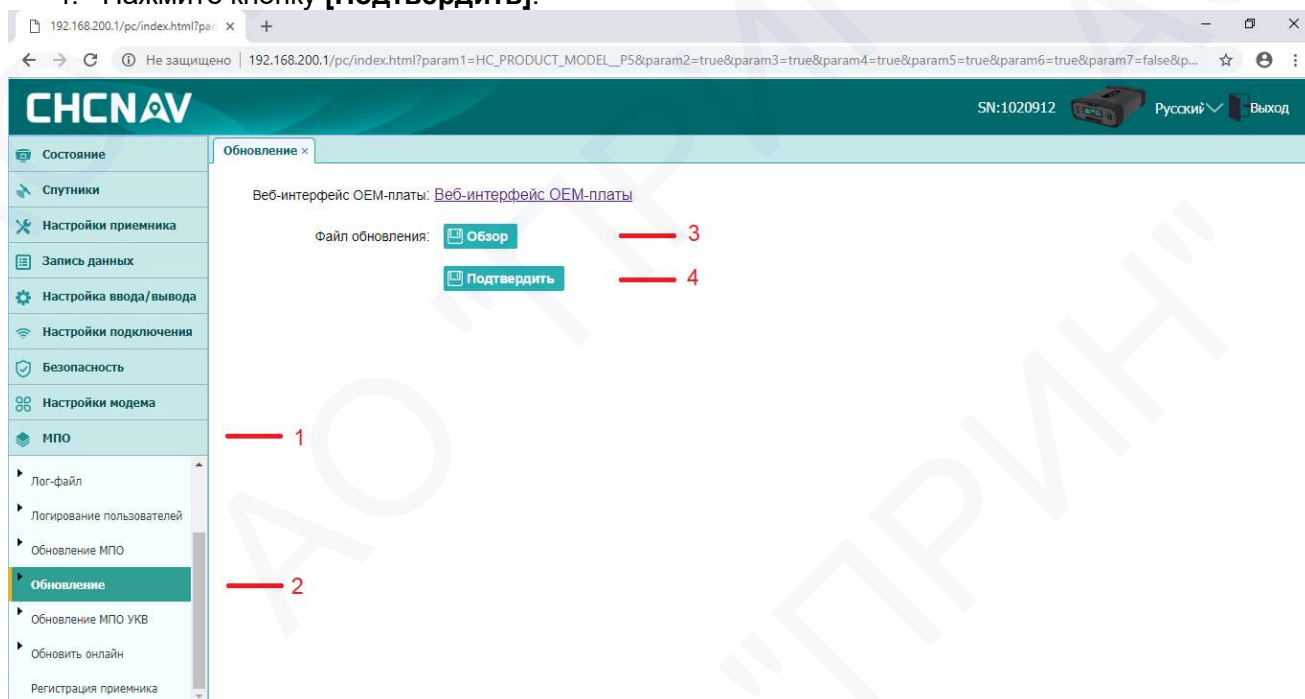 4. Нажмите кнопку [Подтвердить].
192.168.200.1/pc/index.html?par
Не защищено | 192.168.200.1/pc/index.html?param1=HC_PRODUCT_MODEL__P5&param2=true&param3=true&param4=true&param5=true&param6=true&param7=false&p...
CHCNAV
SN:1020912 Русский Выход
Состояние
Обновление ×
Спутники
Веб-интерфейс OEM-платы: Веб-интерфейс OEM-платы
Настройки приемника
Файл обновления: Обзор 3
Запись данных
Подтвердить 4
Настройка ввода/вывода
Настройки подключения
Безопасность
Настройки модема
МПО 1
Лог-файл
Логирование пользователей
Обновление МПО
Обновление 2
Обновление МПО УКВ
Обновить онлайн
Регистрация приемника
АО "ПРИН"